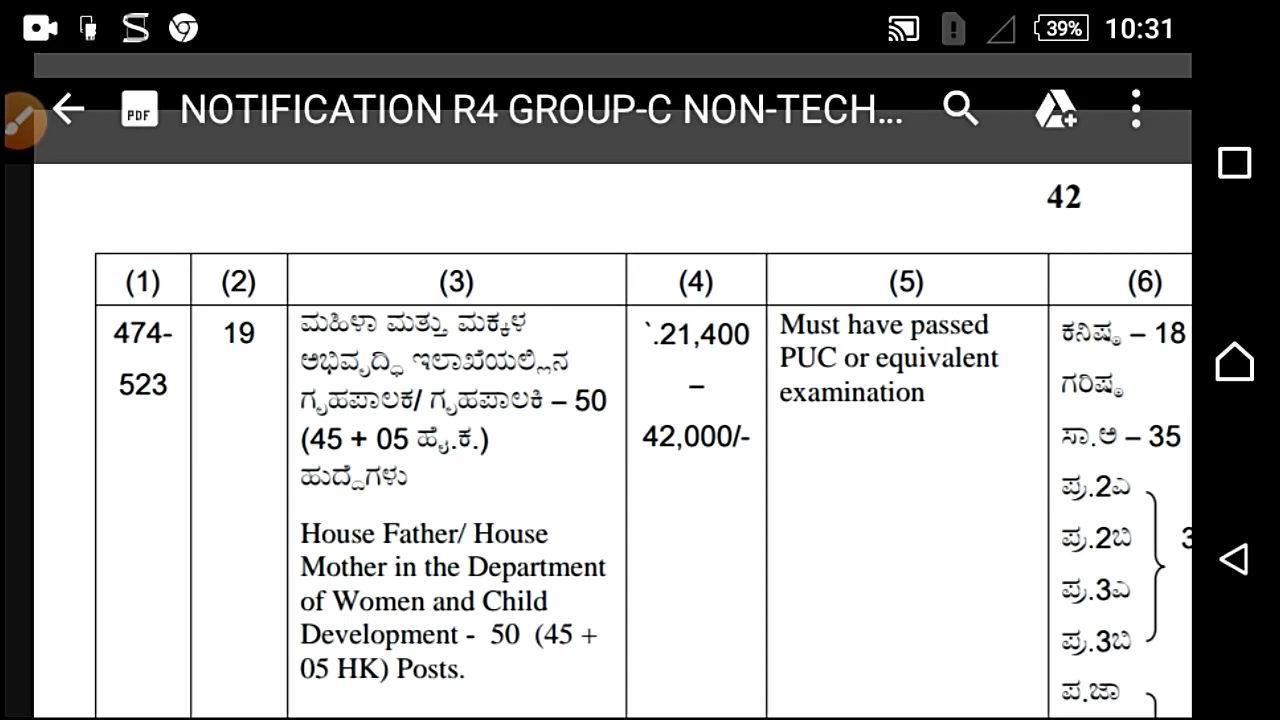 39% 10:31
PDF NOTIFICATION R4 GROUP-C NON-TECH...
42
(1) (2) (3) (4) (5) (6)
474-
523
19
ಮಹಿಳಾ ಮತ್ತು ಮಕ್ಕಳ
ಅಭಿವೃದ್ಧಿ ಇಲಾಖೆಯಲ್ಲಿನ
ಗೃಹಪಾಲಕ/ ಗೃಹಪಾಲಕಿ – 50
(45 + 05 ಹೈ.ಕ.)
ಹುದ್ದೆಗಳು
House Father/ House
Mother in the Department
of Women and Child
Development - 50 (45 +
05 HK) Posts.
`.21,400
–
42,000/-
Must have passed
PUC or equivalent
examination
ಕನಿಷ್ಠ – 18
ಗರಿಷ್ಠ
ಸಾ.ಅ – 35
ಪ್ರ.2ಎ
ಪ್ರ.2ಬಿ
ಪ್ರ.3ಎ
ಪ್ರ.3ಬಿ
ಪ.ಜಾ